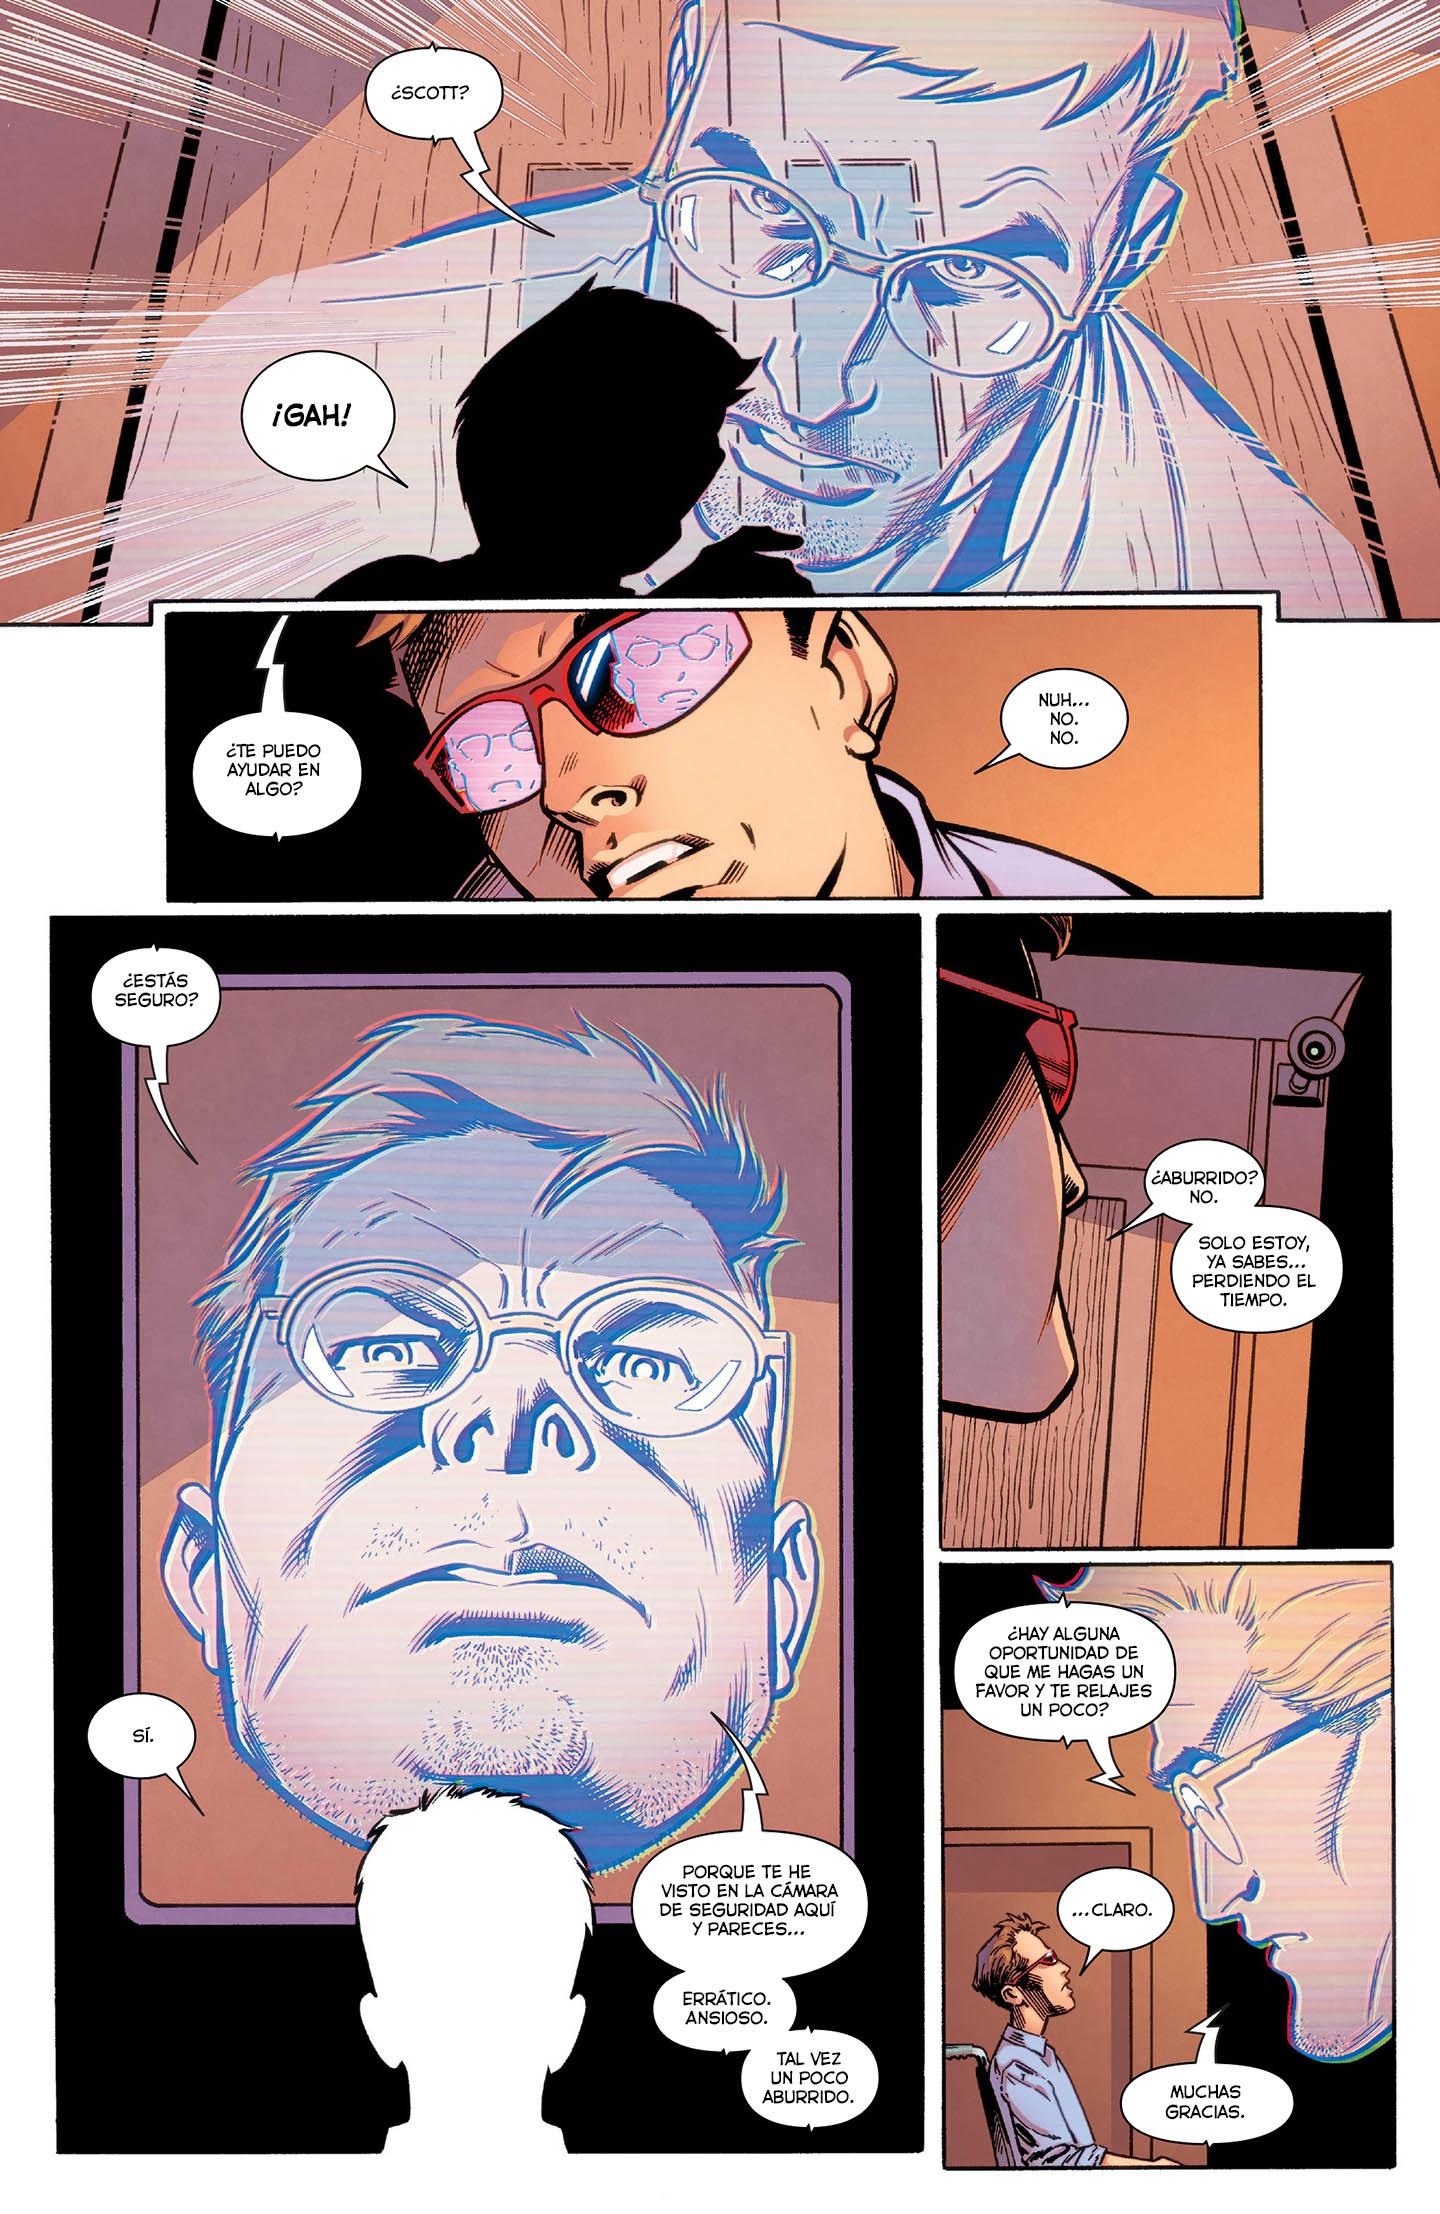 ¿SCOTT?
¡GAH!
¿TE PUEDO
AYUDAR EN
ALGO?
NUH...
NO.
NO.
¿ESTÁS
SEGURO?
SÍ.
PORQUE TE HE
VISTO EN LA CÁMARA
DE SEGURIDAD AQUÍ
Y PARECES...
ERRÁTICO.
ANSIOSO.
TAL VEZ
UN POCO
ABURRIDO.
¿ABURRIDO?
NO.
SOLO ESTOY,
YA SABES...
PERDIENDO EL
TIEMPO.
¿HAY ALGUNA
OPORTUNIDAD DE
QUE ME HAGAS UN
FAVOR Y TE RELAJES
UN POCO?
...CLARO.
MUCHAS
GRACIAS.